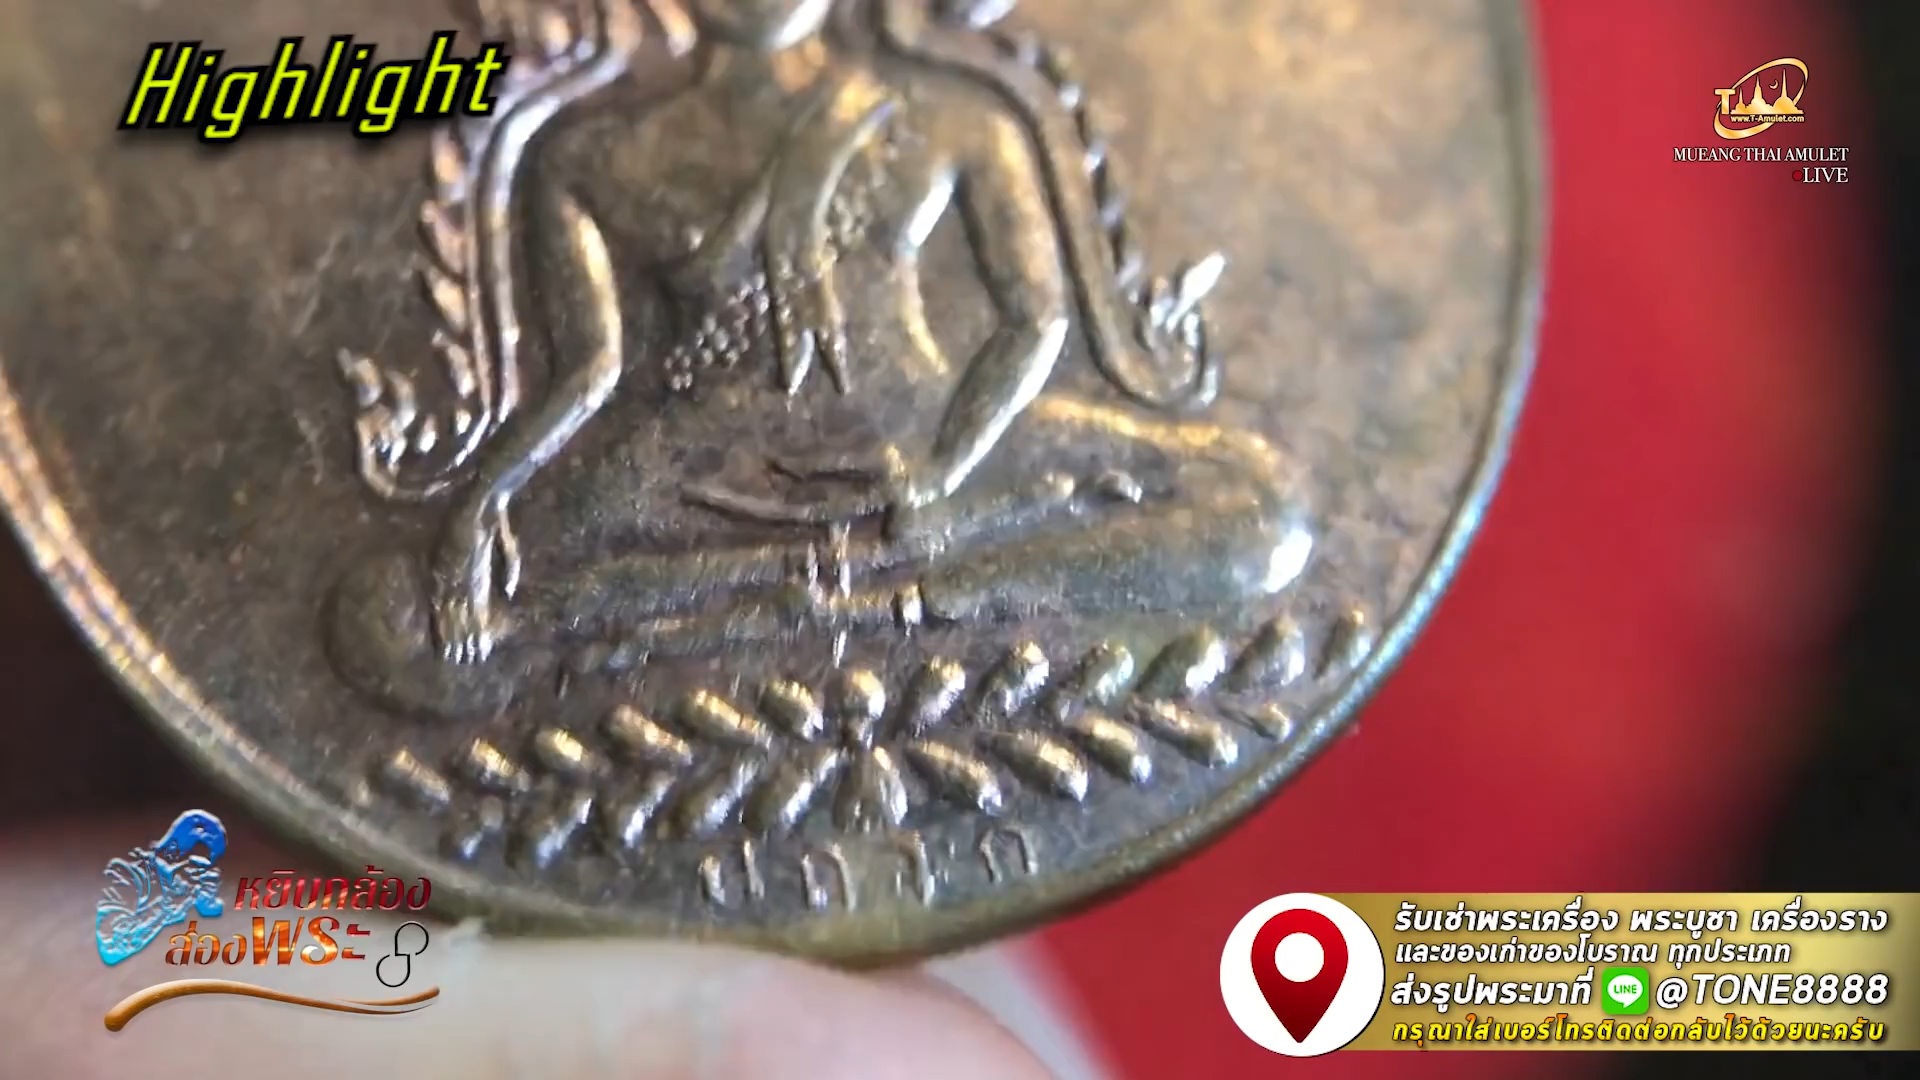 Highlight
T
www.T-Amulet.com
MUEANG THAI AMULET
LIVE
หยิบกล้อง
ส่องพระ
รับเช่าพระเครื่อง พระบูชา เครื่องราง
และของเก่าของโบราณ ทุกประเภท
ส่งรูปพระมาที่ LINE @TONE8888
กรุณาใส่เบอร์โทรติดต่อกลับไว้ด้วยนะครับ